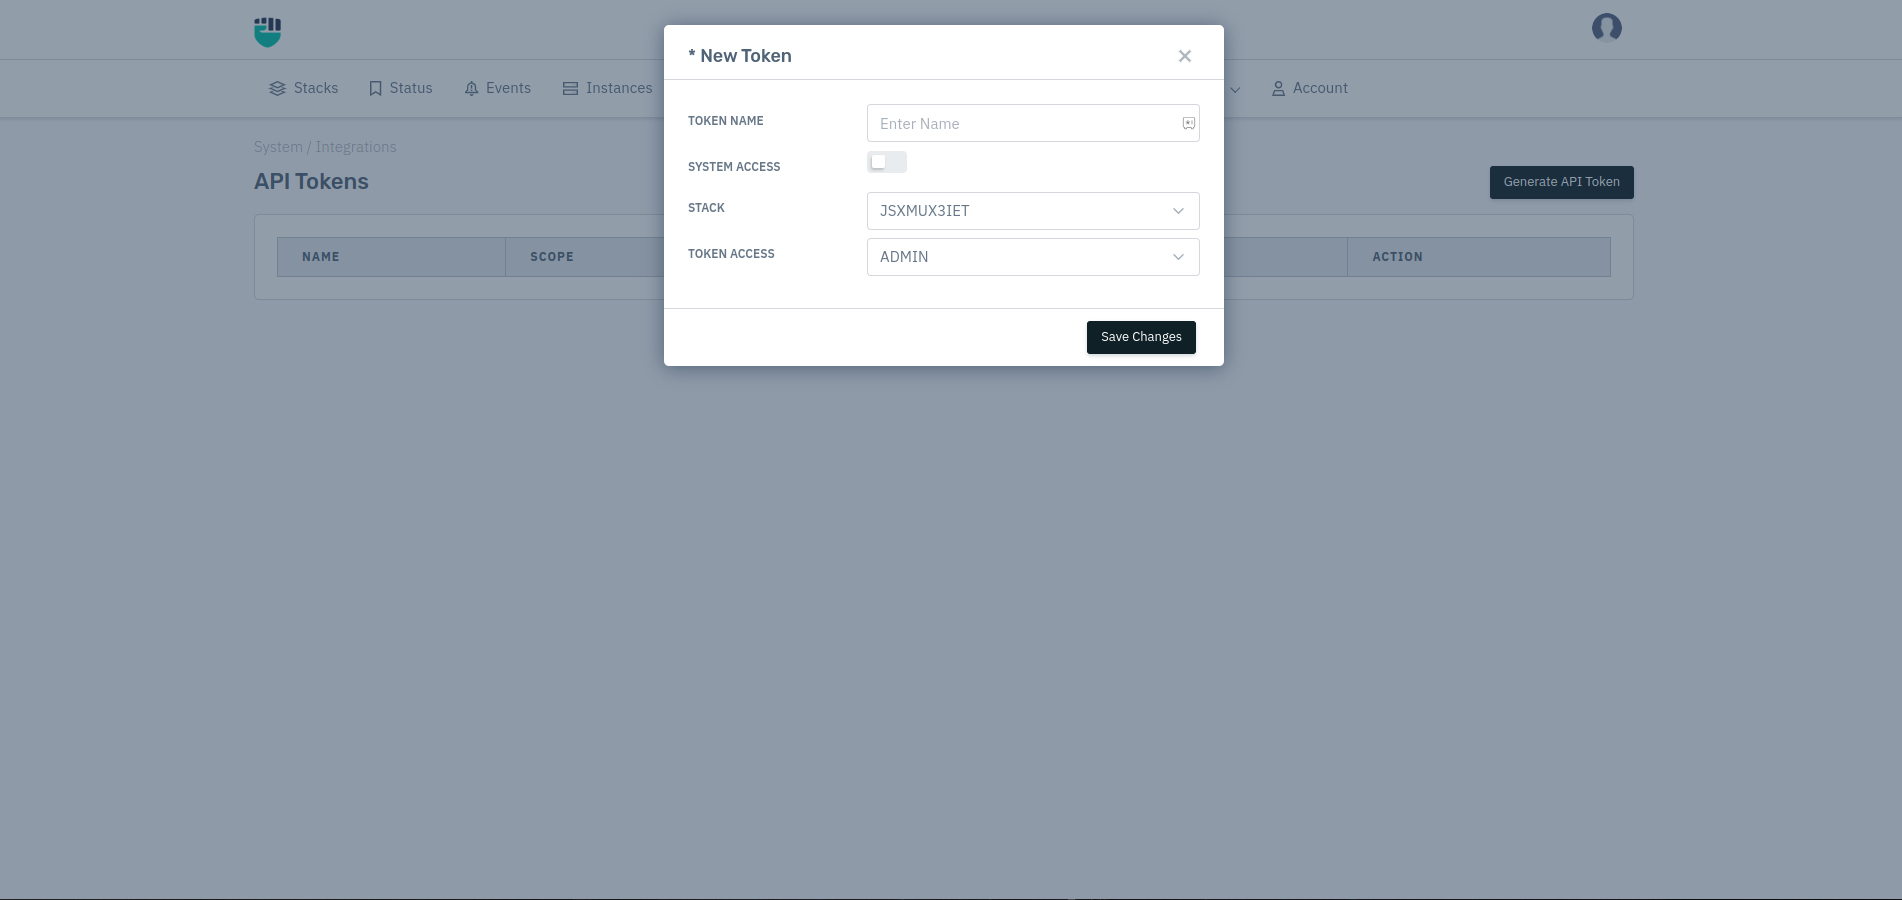 * New Token
Stacks Status Events Instances Account
System / Integrations
API Tokens
Generate API Token
NAME SCOPE ACTION
TOKEN NAME Enter Name
SYSTEM ACCESS
STACK JSXMUX3IET
TOKEN ACCESS ADMIN
Save Changes